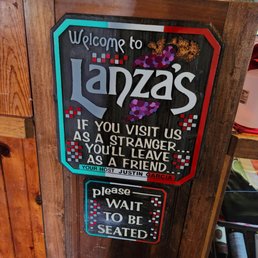 Welcome to
Lanza's
IF YOU VISIT US
AS A STRANGER...
YOU'LL LEAVE
AS A FRIEND
YOUR HOST JUSTIN GARCIA
please
WAIT
TO BE
SEATED